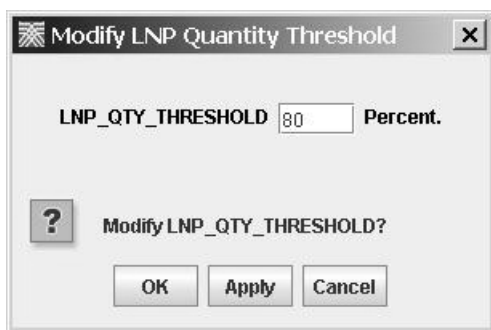 Modify LNP Quantity Threshold
LNP_QTY_THRESHOLD 80 Percent.
? Modify LNP_QTY_THRESHOLD?
OK Apply Cancel